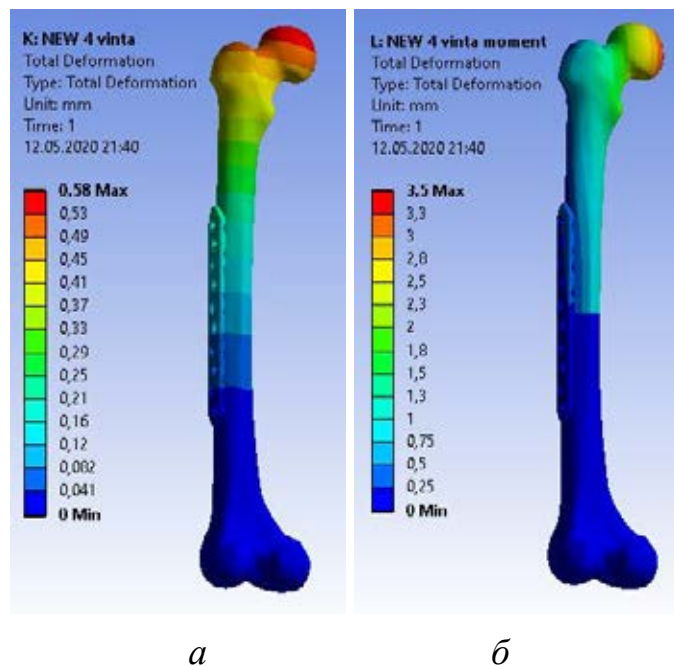 K: NEW 4 vinta
Total Deformation
Type: Total Deformation
Unit: mm
Time: 1
12.05.2020 21:40
0.58 Max
0,53
0,49
0,45
0,41
0,37
0,33
0,29
0,25
0,21
0,16
0,12
0,082
0,041
0 Min
L: NEW 4 vinta moment
Total Deformation
Type: Total Deformation
Unit: mm
Time: 1
12.05.2020 21:40
3.5 Max
3,3
3
2,8
2,5
2,3
2
1,8
1,5
1,3
1
0,75
0,5
0,25
0 Min
а
б